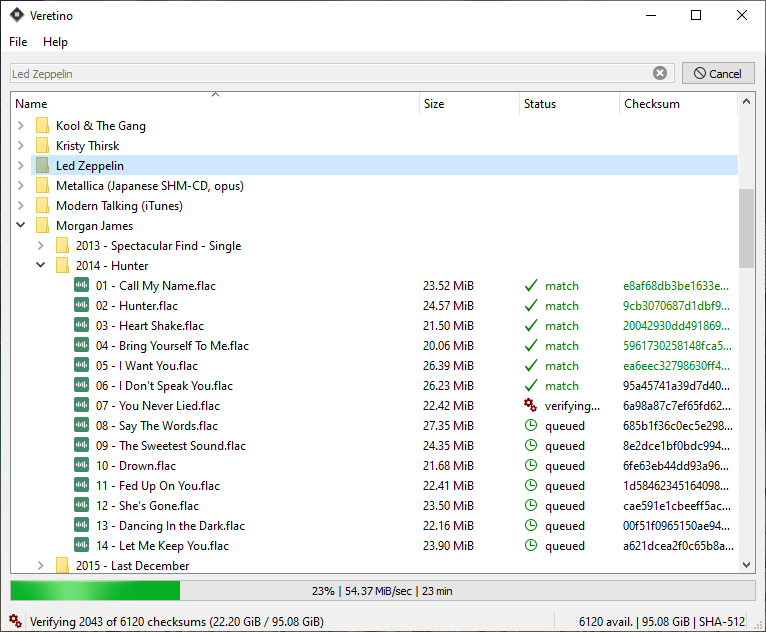 Veretino
File Help
Led Zeppelin Cancel
Name Size Status Checksum
Kool & The Gang
Kristy Thirsk
Led Zeppelin
Metallica (Japanese SHM-CD, opus)
Modern Talking (iTunes)
Morgan James
2013 - Spectacular Find - Single
2014 - Hunter
01 - Call My Name.flac 23.52 MiB match e8af68db3be1633e...
02 - Hunter.flac 24.57 MiB match 9cb3070687d1dbf9...
03 - Heart Shake.flac 21.50 MiB match 20042930dd491869...
04 - Bring Yourself To Me.flac 20.06 MiB match 5961730258148fca5...
05 - I Want You.flac 26.39 MiB match ea6eec32798630ff4...
06 - I Don't Speak You.flac 26.23 MiB match 95a45741a39d7d40...
07 - You Never Lied.flac 22.42 MiB verifying... 6a98a87c7ef65fd62...
08 - Say The Words.flac 27.35 MiB queued 685b1f36c0ec5e298...
09 - The Sweetest Sound.flac 24.35 MiB queued 8e2dce1bf0bdc994...
10 - Drown.flac 21.68 MiB queued 6fe63eb44dd93a96...
11 - Fed Up On You.flac 22.41 MiB queued 1d58462345164098...
12 - She's Gone.flac 23.50 MiB queued cae591e1cbeeff5ac...
13 - Dancing In the Dark.flac 22.16 MiB queued 00f51f0965150ae94...
14 - Let Me Keep You.flac 23.90 MiB queued a621dcea2f0c65b8a...
2015 - Last December
23% | 54.37 MiB/sec | 23 min
Verifying 2043 of 6120 checksums (22.20 GiB / 95.08 GiB) 6120 avail. | 95.08 GiB | SHA-512